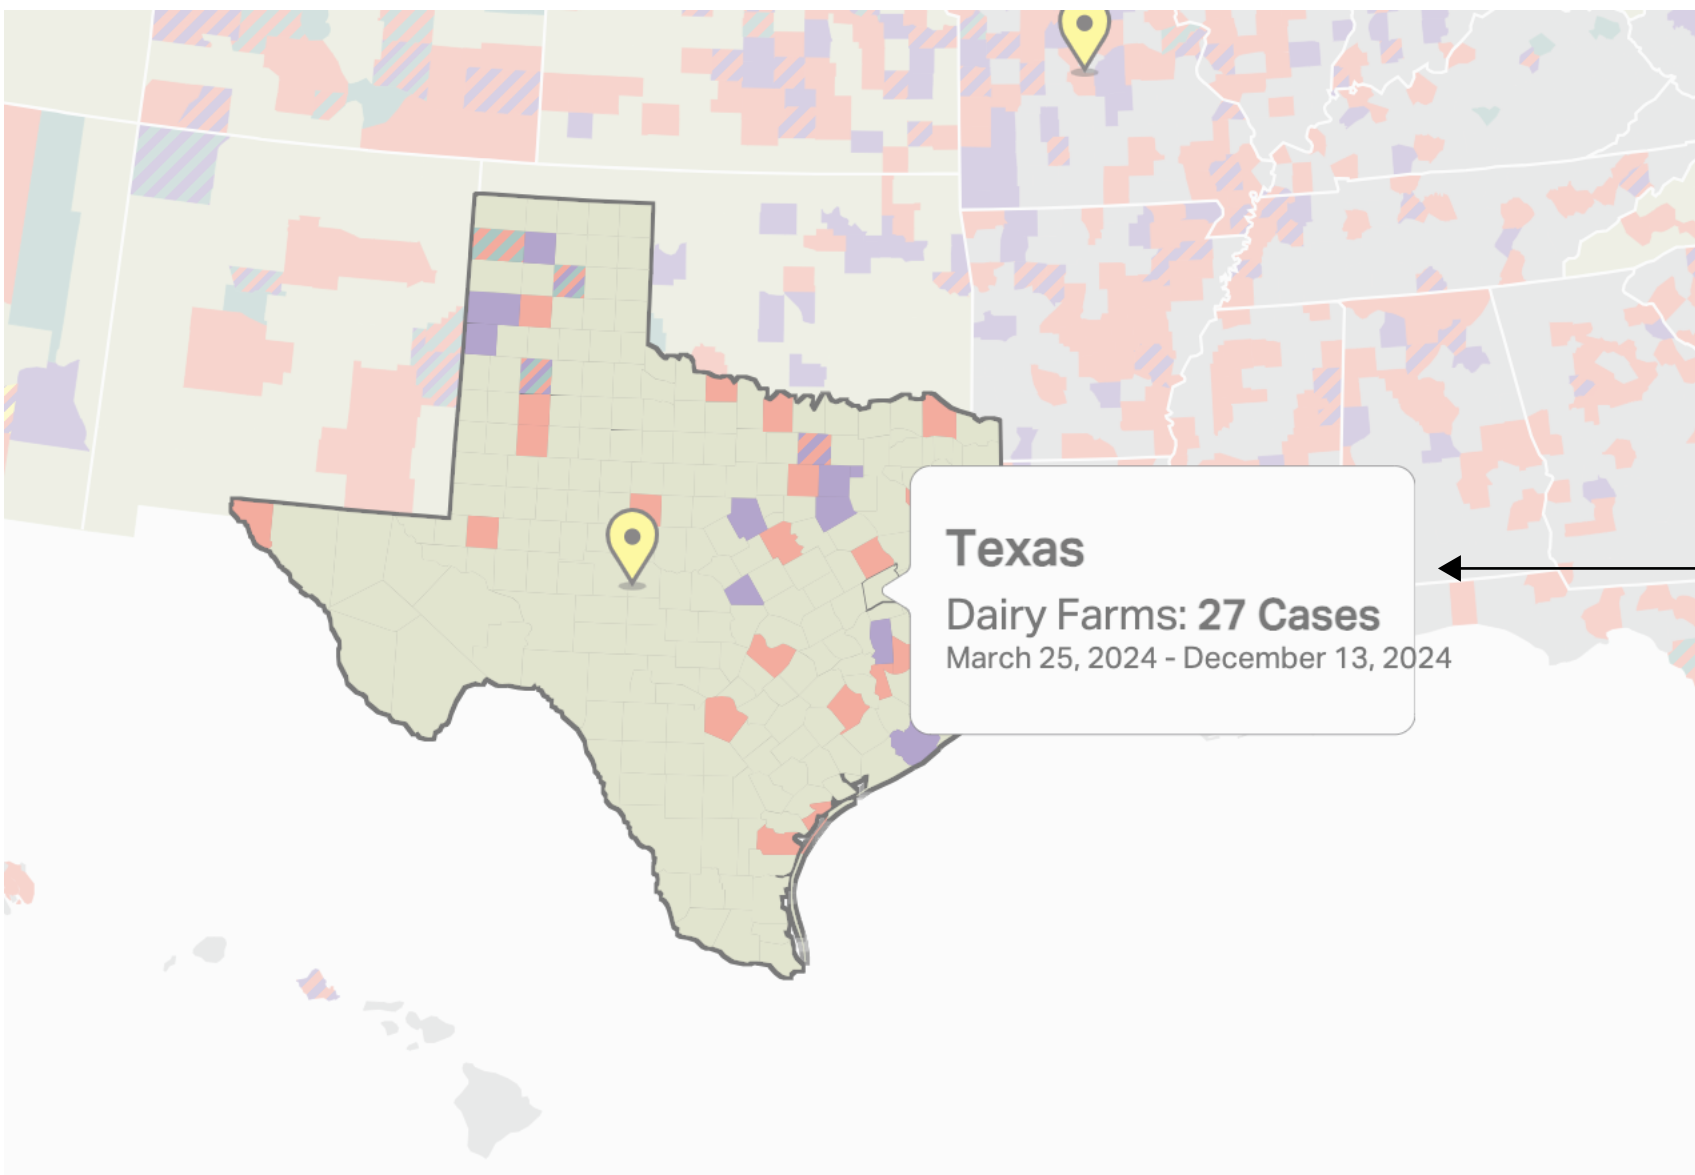 Texas
Dairy Farms: 27 Cases
March 25, 2024 - December 13, 2024